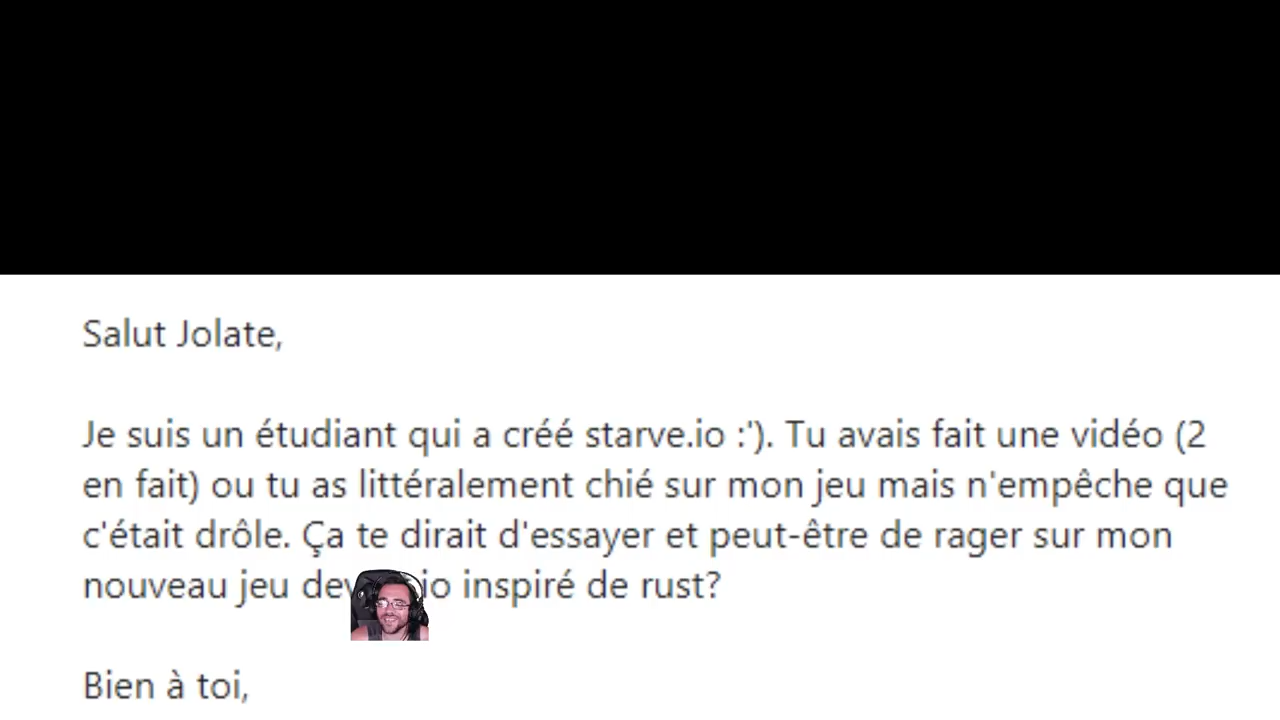 Salut Jolate,
Je suis un étudiant qui a créé starve.io :'). Tu avais fait une vidéo (2
en fait) ou tu as littéralement chié sur mon jeu mais n'empêche que
c'était drôle. Ça te dirait d'essayer et peut-être de rager sur mon
nouveau jeu io inspiré de rust?
Bien à toi,